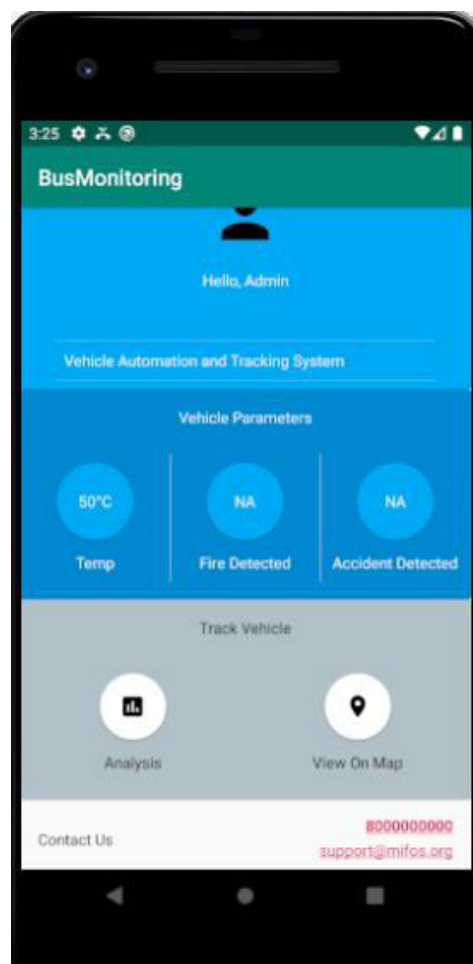 3:25
BusMonitoring
Hello, Admin
Vehicle Automation and Tracking System
Vehicle Parameters
50°C NA NA
Temp Fire Detected Accident Detected
Track Vehicle
Analysis View On Map
8000000000
Contact Us
support@mifos.org